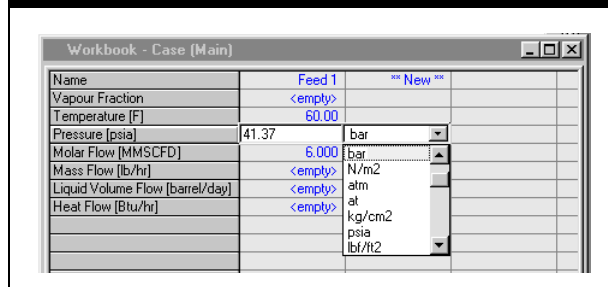 Workbook - Case (Main)
Name Feed 1 ** New **
Vapour Fraction <empty>
Temperature [F] 60.00
Pressure [psia] 41.37 bar
Molar Flow [MMSCFD] 6.000 bar
Mass Flow [lb/hr] <empty> N/m2
Liquid Volume Flow [barrel/day] <empty> atm
Heat Flow [Btu/hr] <empty> at
kg/cm2
psia
lbf/ft2